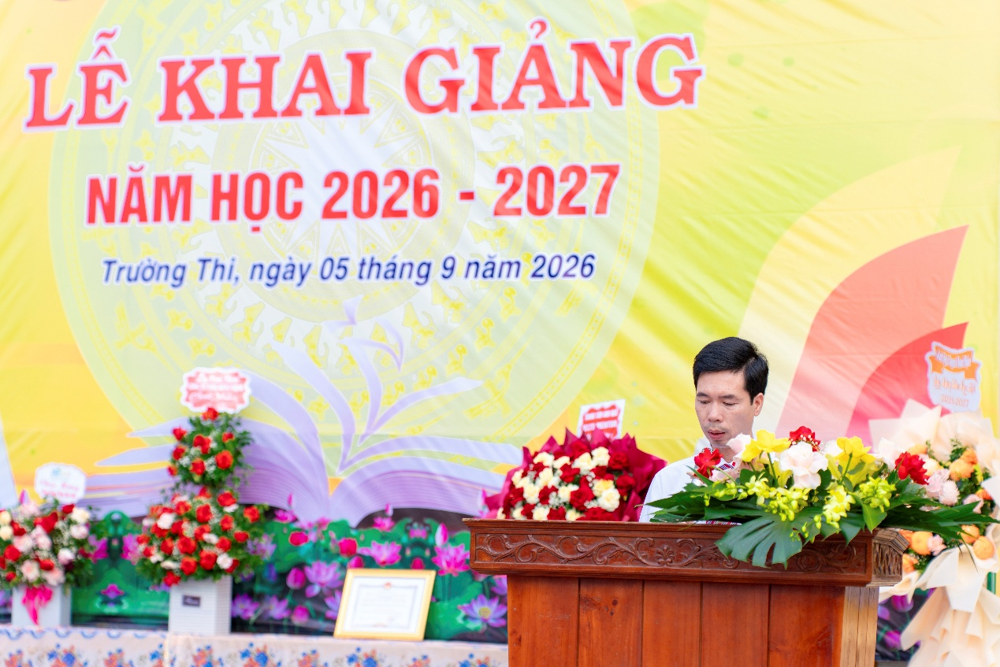 LỄ KHAI GIẢNG
NĂM HỌC 2026 - 2027
Trường Thi, ngày 05 tháng 9 năm 2026